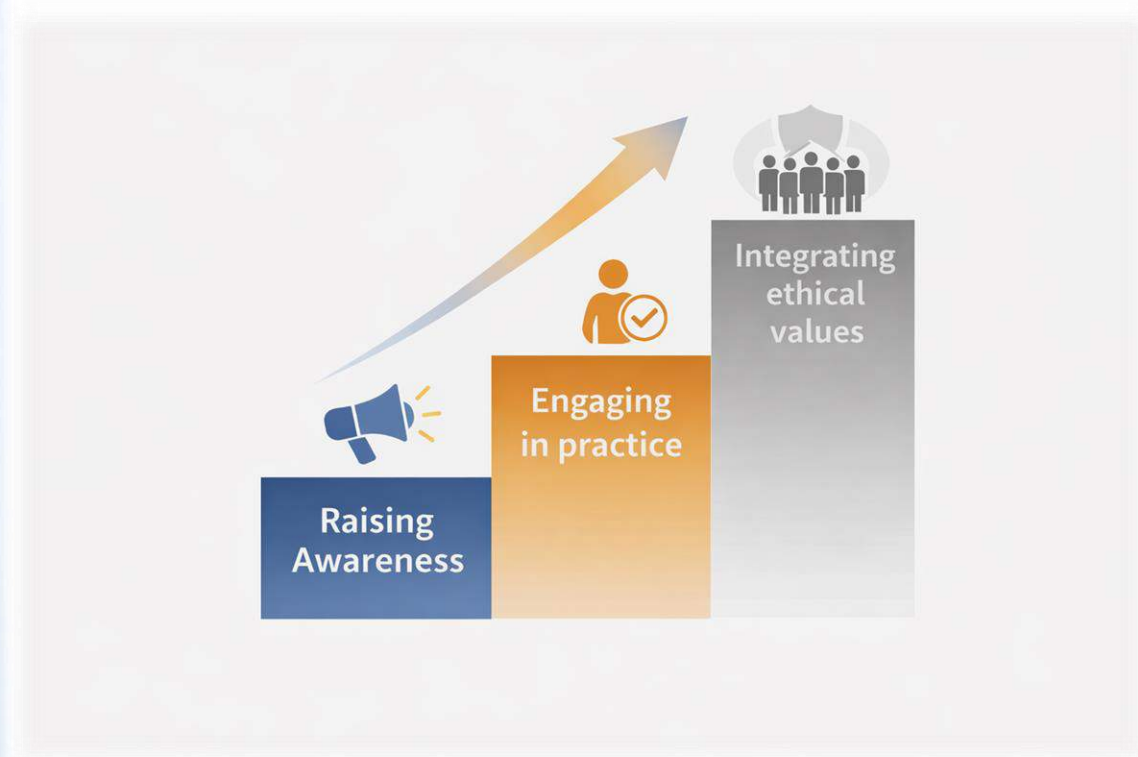 Raising
Awareness
Engaging
in practice
Integrating
ethical
values